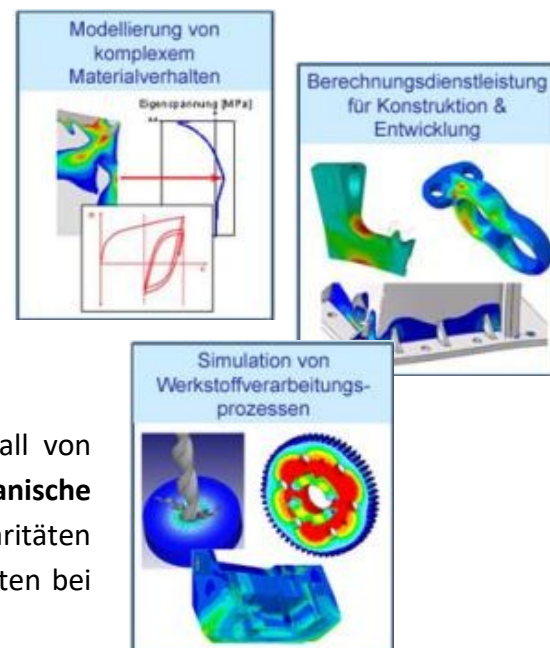 Modellierung von
komplexem
Materialverhalten
Eigenspannung [MPa]
Berechnungsdienstleistung
für Konstruktion &
Entwicklung
Simulation von
Werkstoffverarbeitungs-
prozessen
all von
anische
aritäten
ten bei